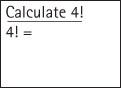 Calculate 4!
4! =